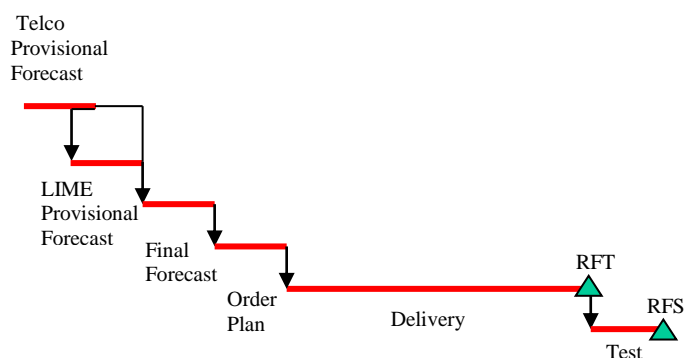 Telco
Provisional
Forecast
LIME
Provisional
Forecast
Final
Forecast
Order
Plan
Delivery
RFT
RFS
Test